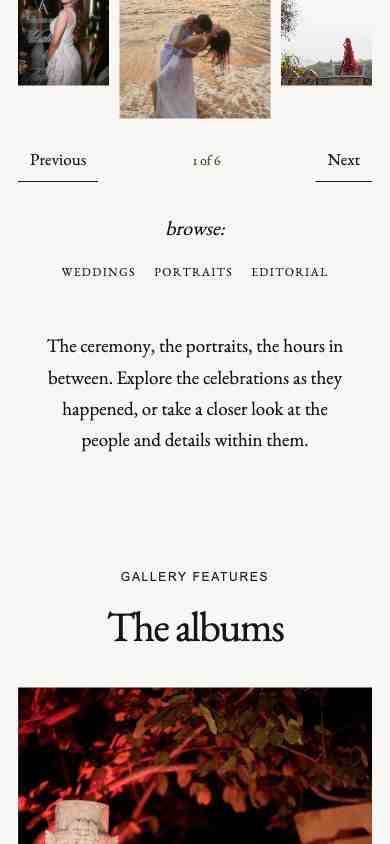 Previous
1 of 6
Next
browse:
WEDDINGS PORTRAITS EDITORIAL
The ceremony, the portraits, the hours in
between. Explore the celebrations as they
happened, or take a closer look at the
people and details within them.
GALLERY FEATURES
The albums